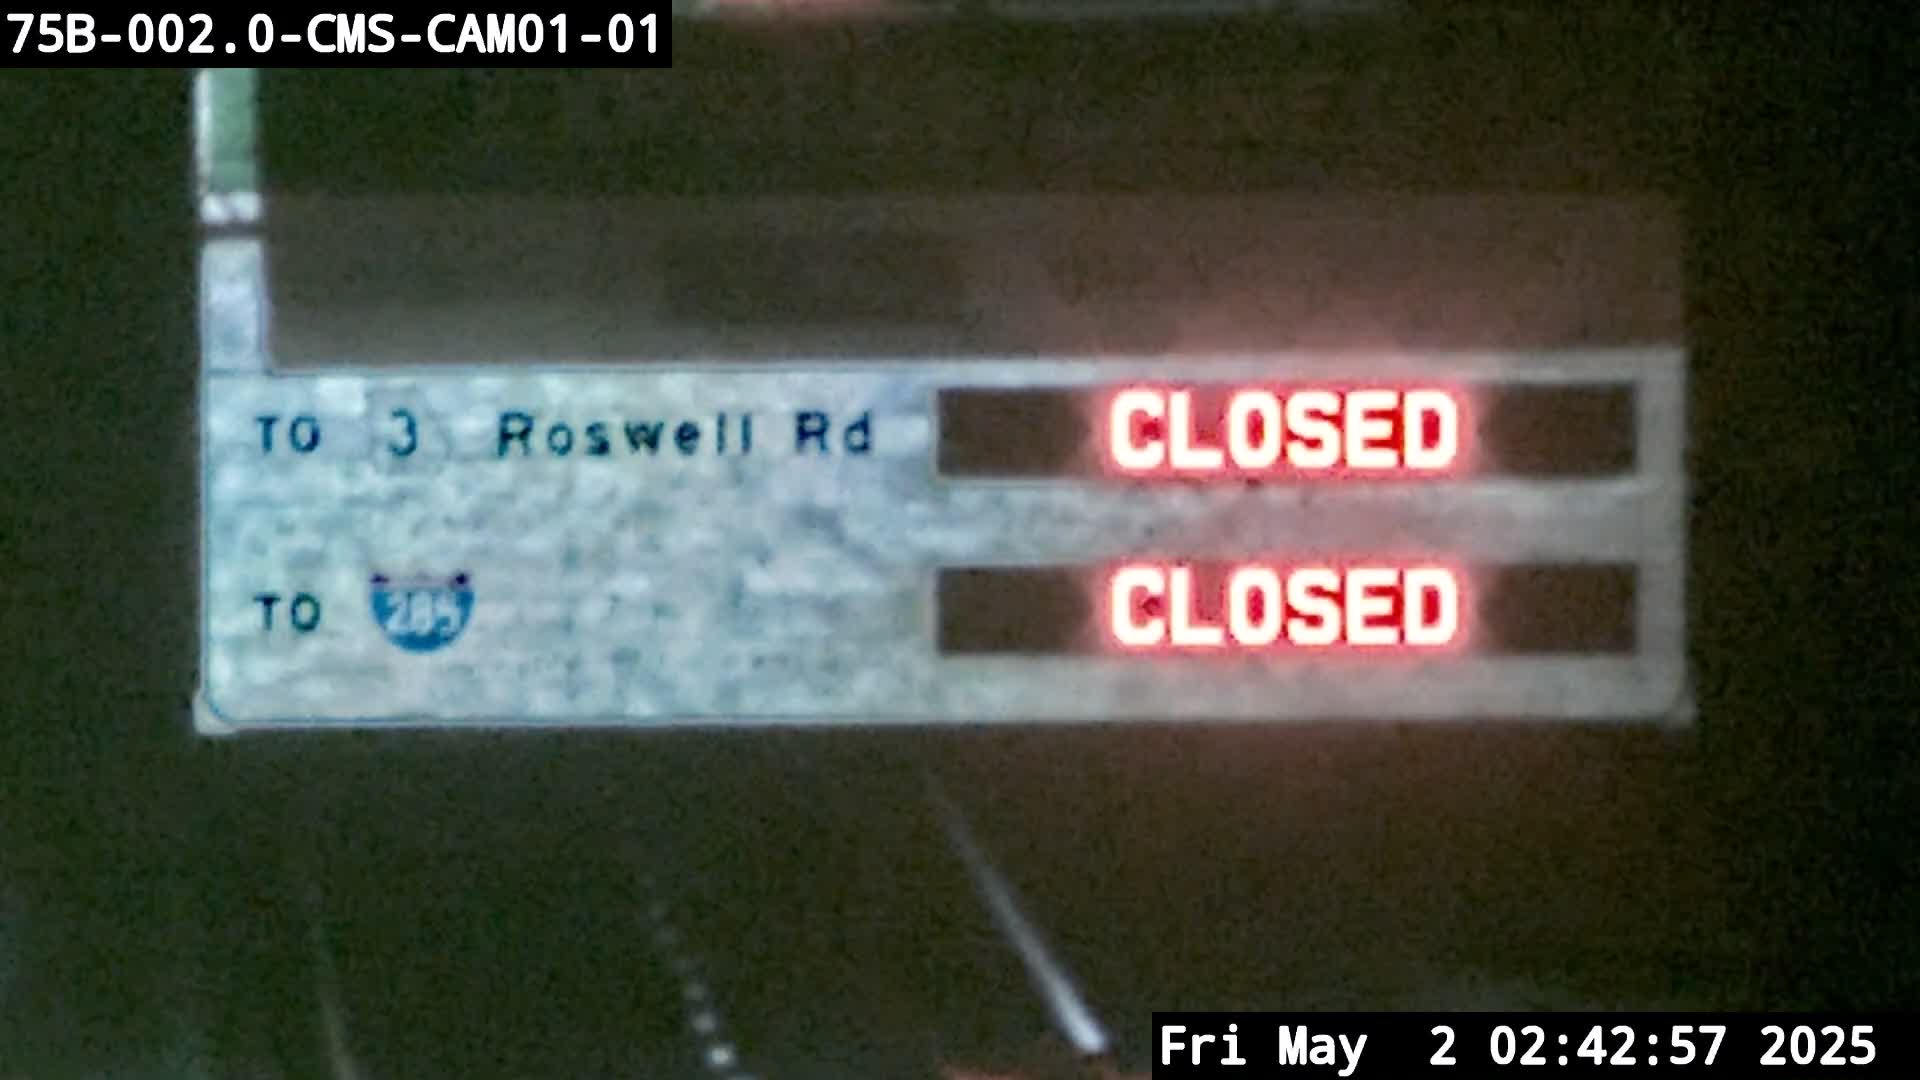 75B-002.0-CMS-CAM01-01
TO 3 Roswell Rd CLOSED
TO 285 CLOSED
Fri May 2 02:42:57 2025